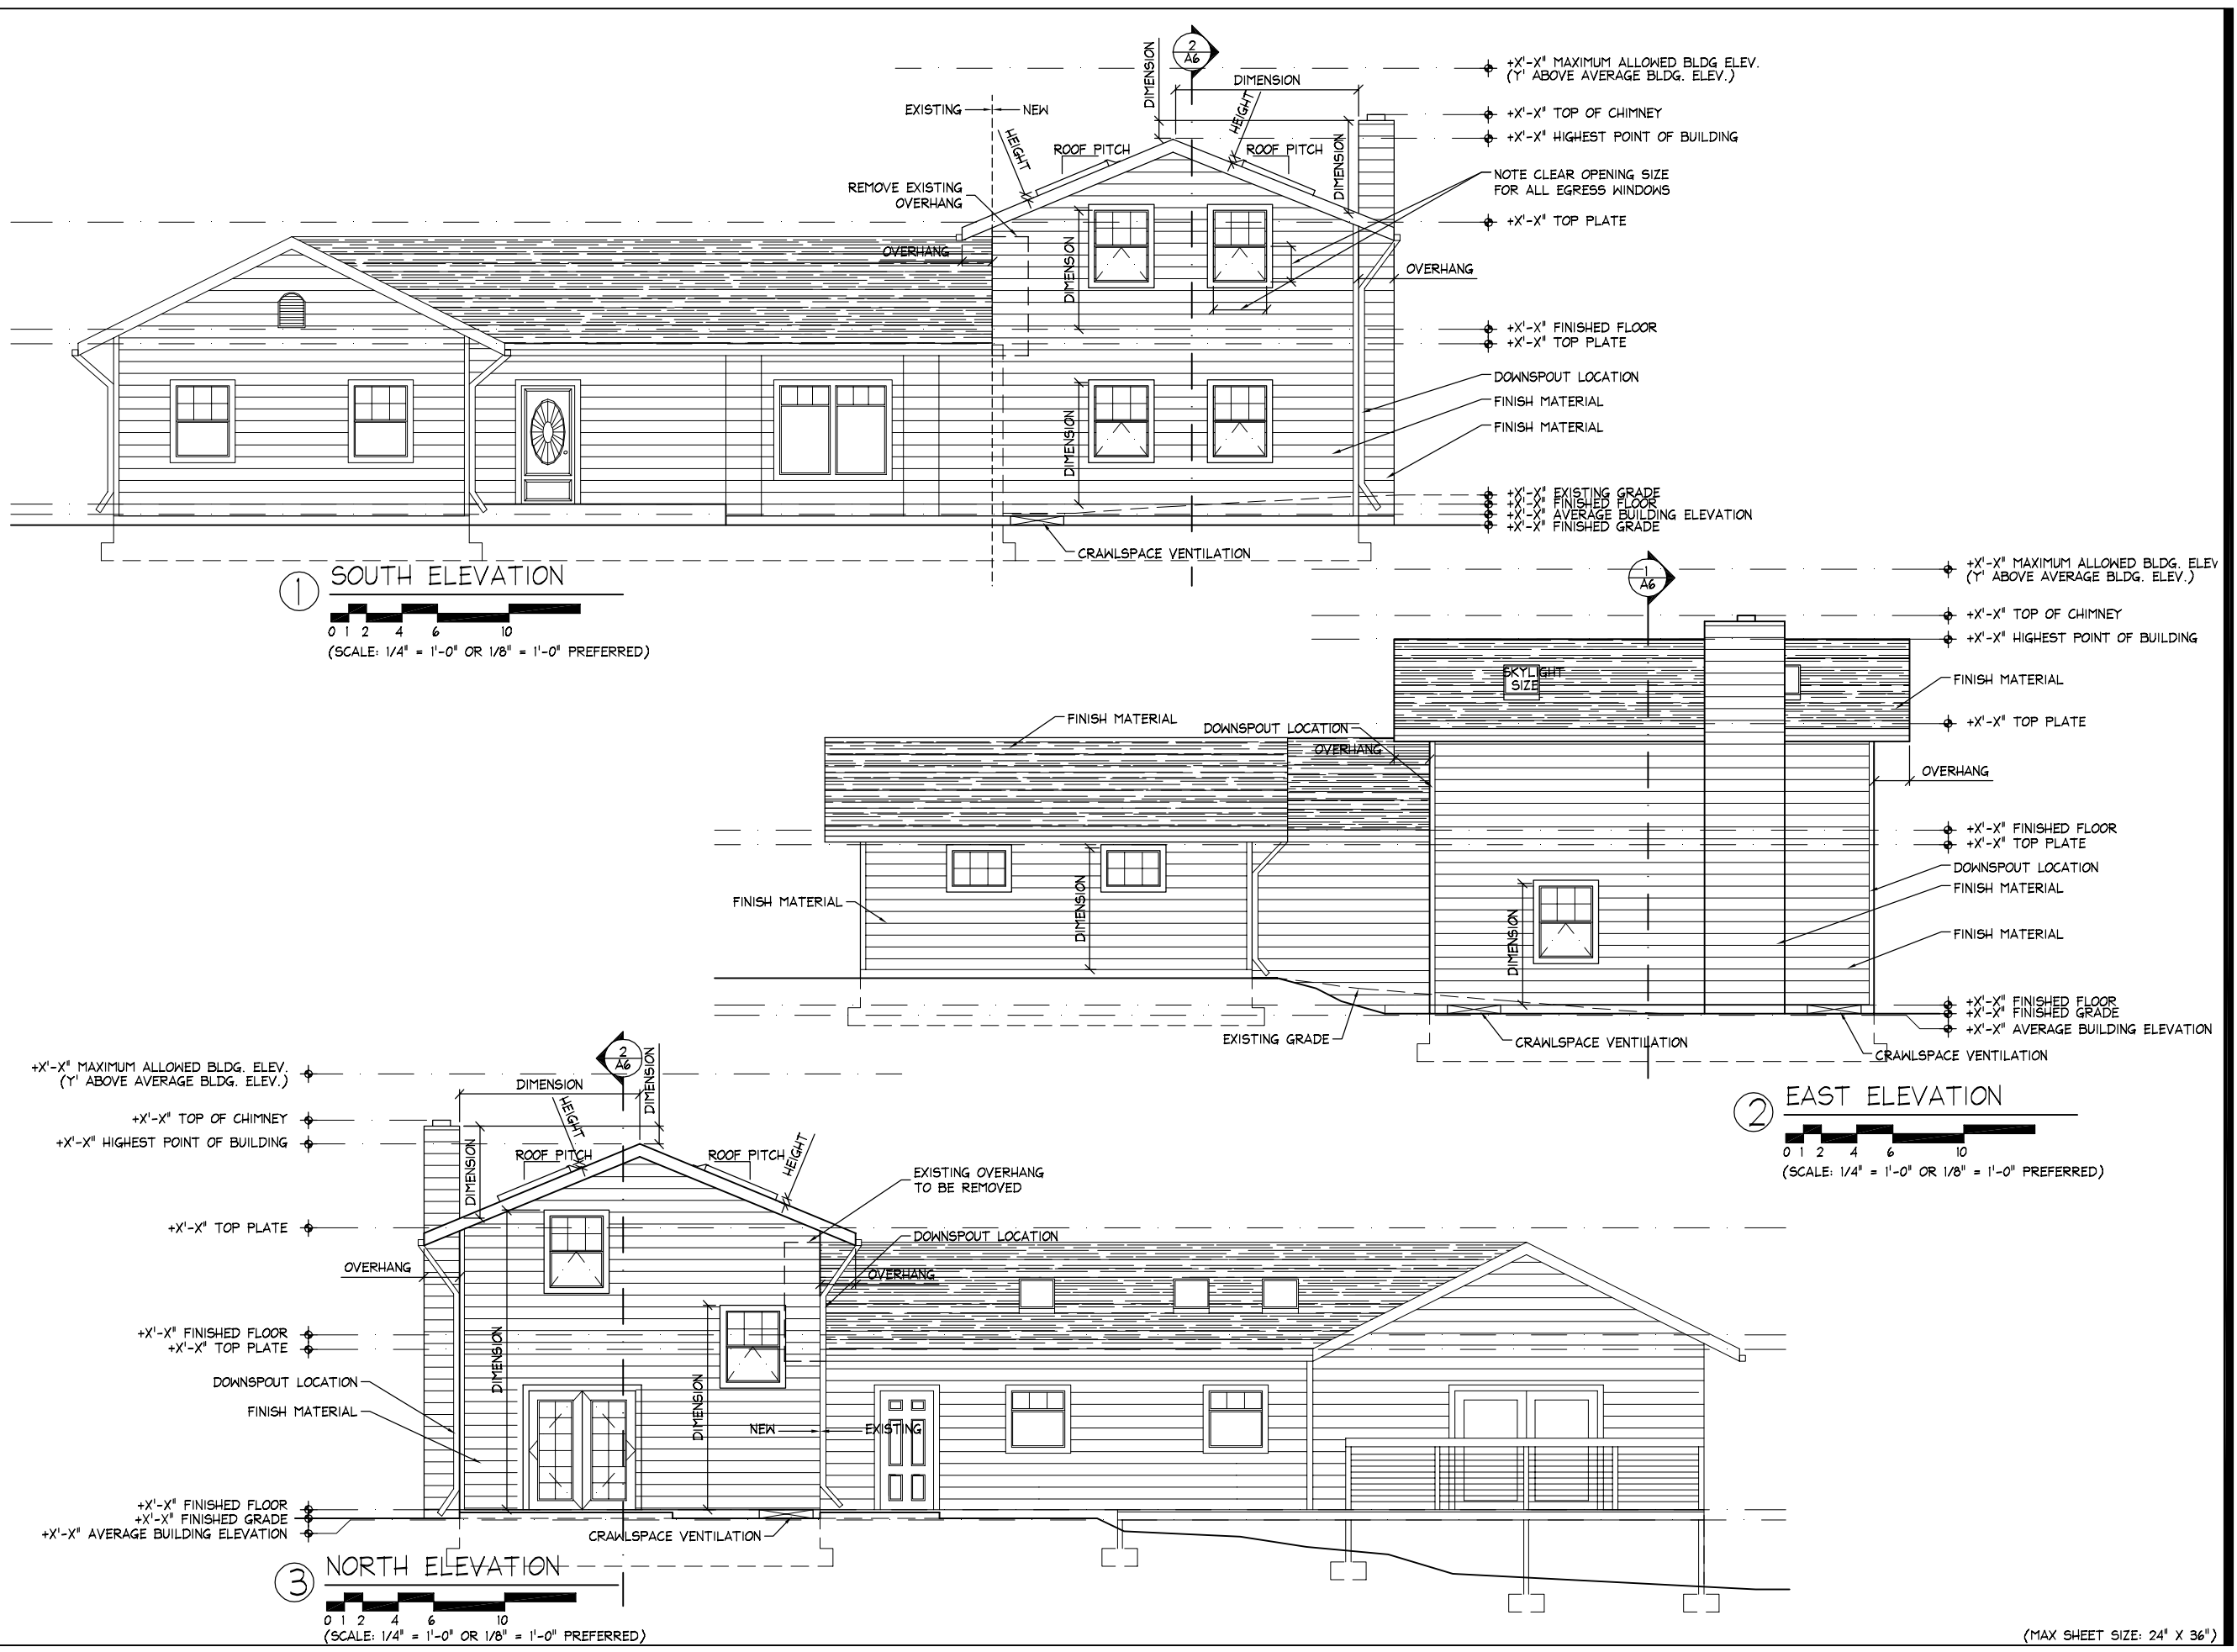 2
A6
+X'-X" MAXIMUM ALLOWED BLDG ELEV.
(Y' ABOVE AVERAGE BLDG. ELEV.)
DIMENSION
DIMENSION
EXISTING
NEW
+X'-X" TOP OF CHIMNEY
HEIGHT
HEIGHT
+X'-X" HIGHEST POINT OF BUILDING
ROOF PITCH
ROOF PITCH
DIMENSION
NOTE CLEAR OPENING SIZE
FOR ALL EGRESS WINDOWS
REMOVE EXISTING
OVERHANG
+X'-X" TOP PLATE
OVERHANG
DIMENSION
OVERHANG
+X'-X" FINISHED FLOOR
+X'-X" TOP PLATE
DOWNSPOUT LOCATION
FINISH MATERIAL
DIMENSION
FINISH MATERIAL
+X'-X" EXISTING GRADE
+X'-X" FINISHED FLOOR
+X'-X" AVERAGE BUILDING ELEVATION
+X'-X" FINISHED GRADE
CRAWLSPACE VENTILATION
1
SOUTH ELEVATION
0 1 2 4 6 10
(SCALE: 1/4" = 1'-0" OR 1/8" = 1'-0" PREFERRED)
1
A6
+X'-X" MAXIMUM ALLOWED BLDG. ELEV
(Y' ABOVE AVERAGE BLDG. ELEV.)
+X'-X" TOP OF CHIMNEY
+X'-X" HIGHEST POINT OF BUILDING
SKYLIGHT
SIZE
FINISH MATERIAL
FINISH MATERIAL
DOWNSPOUT LOCATION
+X'-X" TOP PLATE
OVERHANG
OVERHANG
+X'-X" FINISHED FLOOR
+X'-X" TOP PLATE
DOWNSPOUT LOCATION
FINISH MATERIAL
FINISH MATERIAL
DIMENSION
DIMENSION
FINISH MATERIAL
+X'-X" FINISHED FLOOR
+X'-X" FINISHED GRADE
+X'-X" AVERAGE BUILDING ELEVATION
EXISTING GRADE
CRAWLSPACE VENTILATION
CRAWLSPACE VENTILATION
2
EAST ELEVATION
0 1 2 4 6 10
(SCALE: 1/4" = 1'-0" OR 1/8" = 1'-0" PREFERRED)
2
A6
+X'-X" MAXIMUM ALLOWED BLDG. ELEV.
(Y' ABOVE AVERAGE BLDG. ELEV.)
DIMENSION
DIMENSION
+X'-X" TOP OF CHIMNEY
HEIGHT
HEIGHT
+X'-X" HIGHEST POINT OF BUILDING
ROOF PITCH
ROOF PITCH
DIMENSION
EXISTING OVERHANG
TO BE REMOVED
+X'-X" TOP PLATE
DOWNSPOUT LOCATION
OVERHANG
OVERHANG
+X'-X" FINISHED FLOOR
+X'-X" TOP PLATE
DIMENSION
DIMENSION
DOWNSPOUT LOCATION
FINISH MATERIAL
NEW
EXISTING
+X'-X" FINISHED FLOOR
+X'-X" FINISHED GRADE
+X'-X" AVERAGE BUILDING ELEVATION
CRAWLSPACE VENTILATION
3
NORTH ELEVATION
0 1 2 4 6 10
(SCALE: 1/4" = 1'-0" OR 1/8" = 1'-0" PREFERRED)
(MAX SHEET SIZE: 24" X 36")